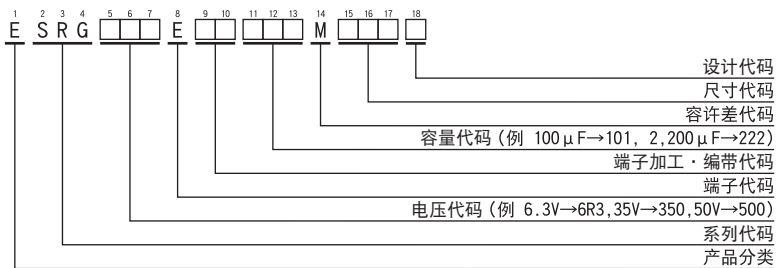 1 2 3 4 5 6 7 8 9 10 11 12 13 14 15 16 17 18
E SRG □□□ E □□ □□□ M □□□ □
设计代码
尺寸代码
容许差代码
容量代码 (例 100μF→101, 2,200μF→222)
端子加工·编带代码
端子代码
电压代码 (例 6.3V→6R3,35V→350,50V→500)
系列代码
产品分类